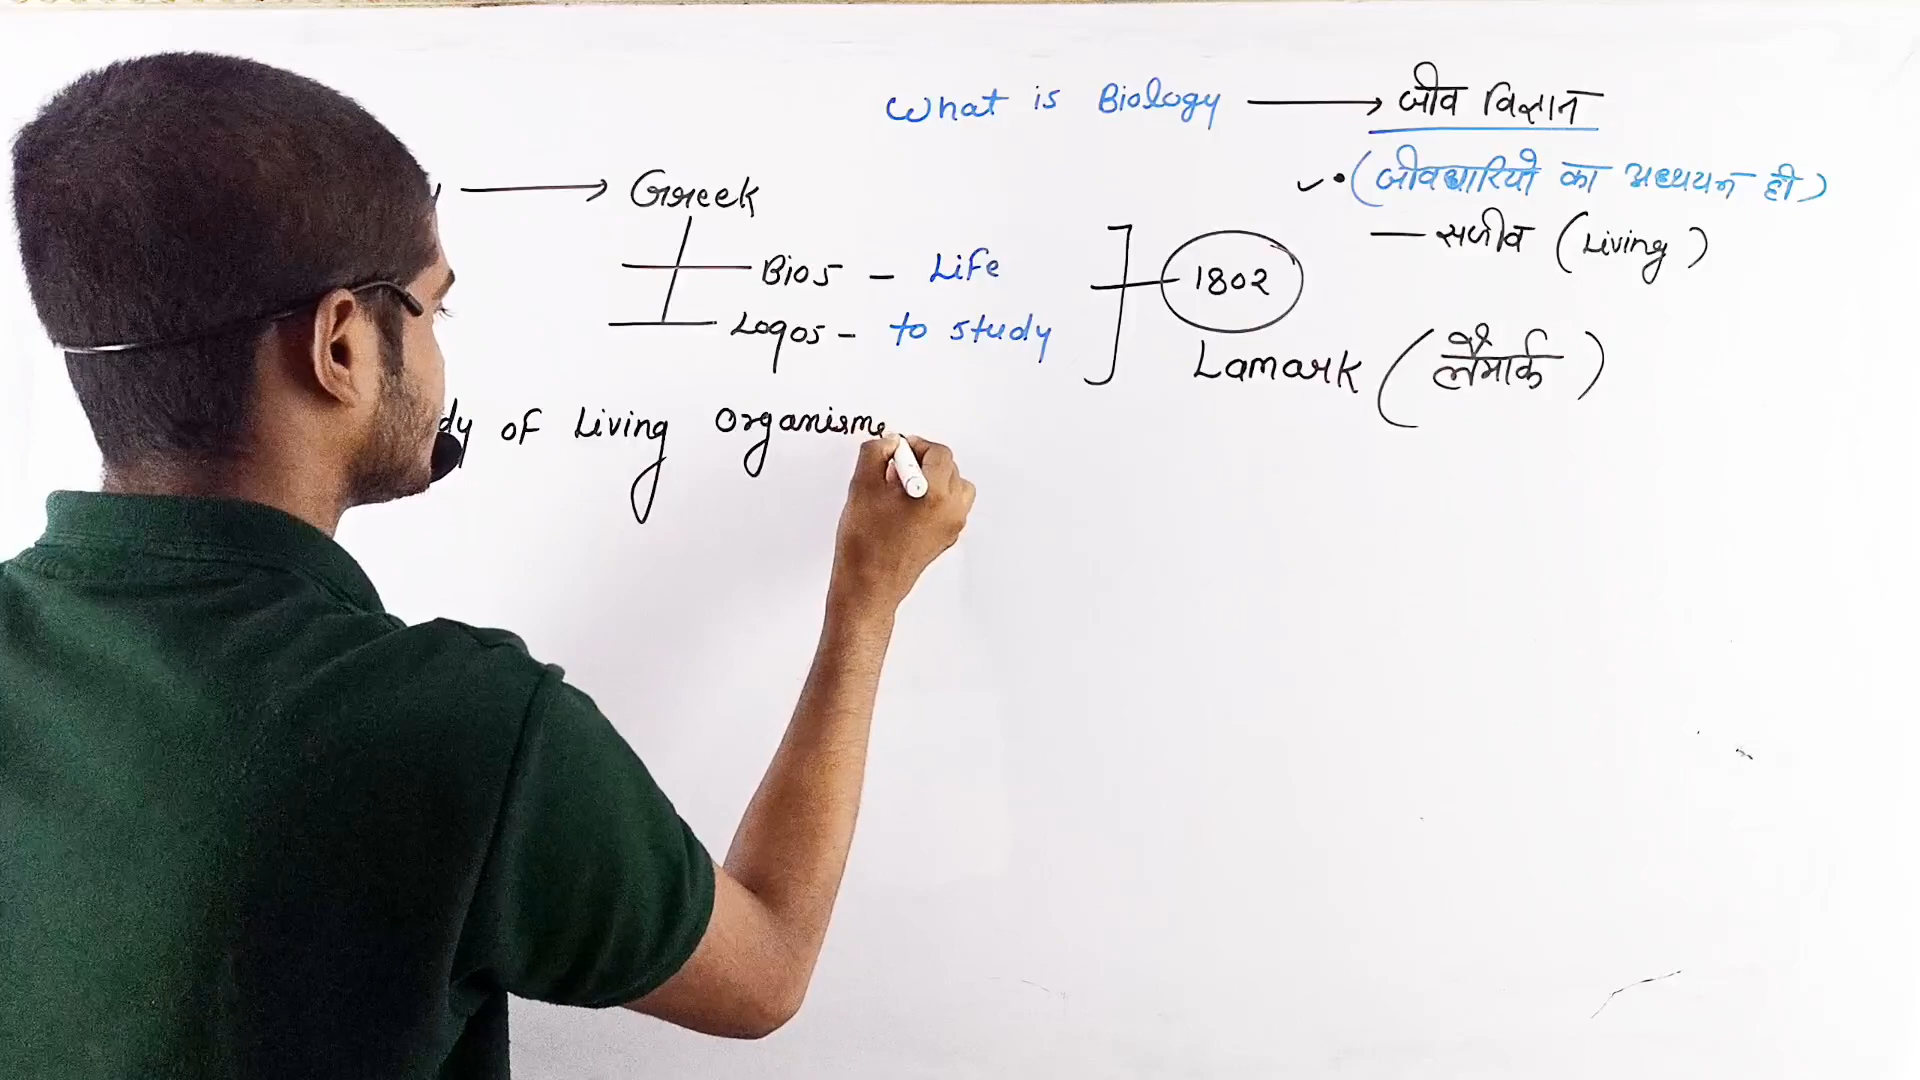 What is Biology → जीव विज्ञान
• (जीवधारियों का अध्ययन ही)
→ Greek
— सजीव (Living)
Bios - Life
1802
Logos - to study
Lamark (लैमार्क)
dy of Living organisms